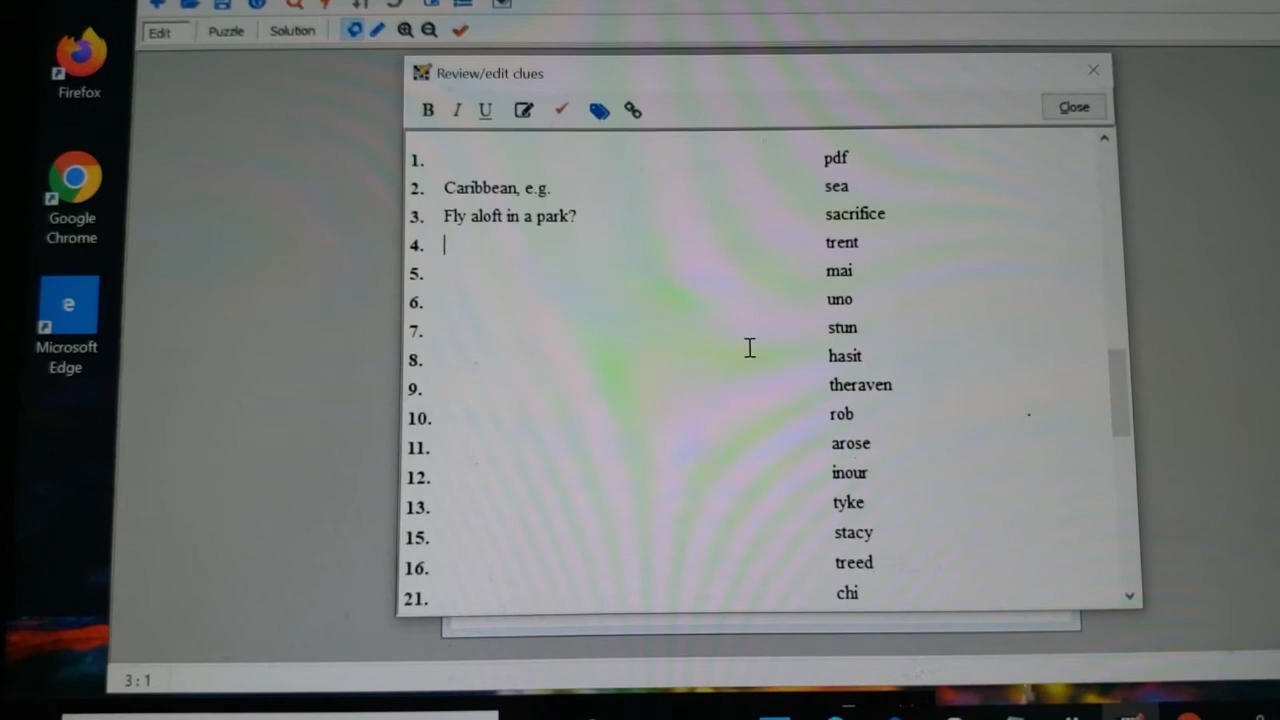 Edit Puzzle Solution
Firefox
Review/edit clues
B I U Close
1. pdf
2. Caribbean, e.g. sea
Google
Chrome
3. Fly aloft in a park? sacrifice
4. trent
5. mai
6. uno
7. stun
Microsoft
Edge
8. hasit
9. theraven
10. rob
11. arose
12. inour
13. tyke
15. stacy
16. treed
21. chi
3:1